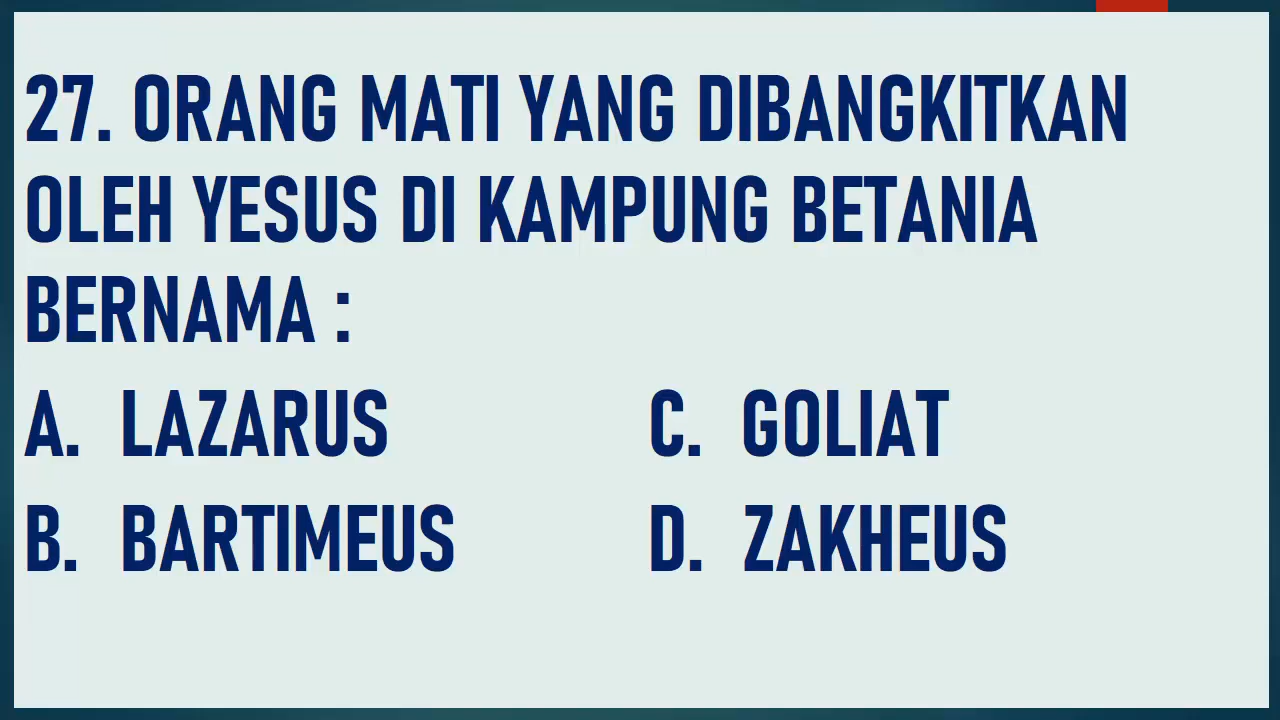 27. ORANG MATI YANG DIBANGKITKAN
OLEH YESUS DI KAMPUNG BETANIA
BERNAMA :
A. LAZARUS C. GOLIAT
B. BARTIMEUS D. ZAKHEUS